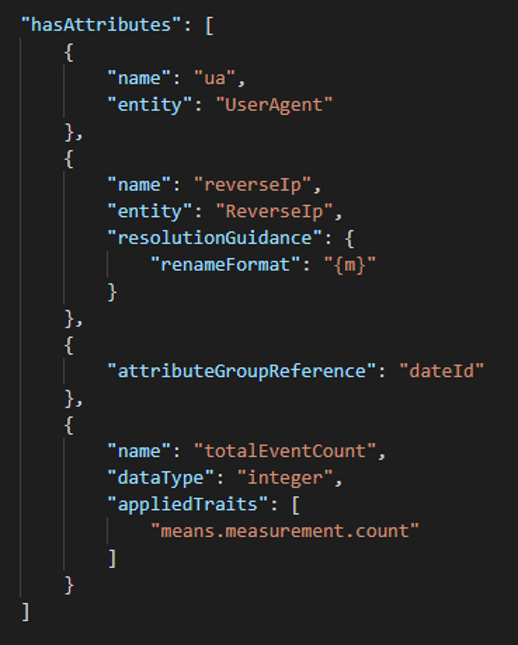 "hasAttributes": [
{
"name": "ua",
"entity": "UserAgent"
},
{
"name": "reverseIp",
"entity": "ReverseIp",
"resolutionGuidance": {
"renameFormat": "{m}"
}
},
{
"attributeGroupReference": "dateId"
},
{
"name": "totalEventCount",
"dataType": "integer",
"appliedTraits": [
"means.measurement.count"
]
}
]